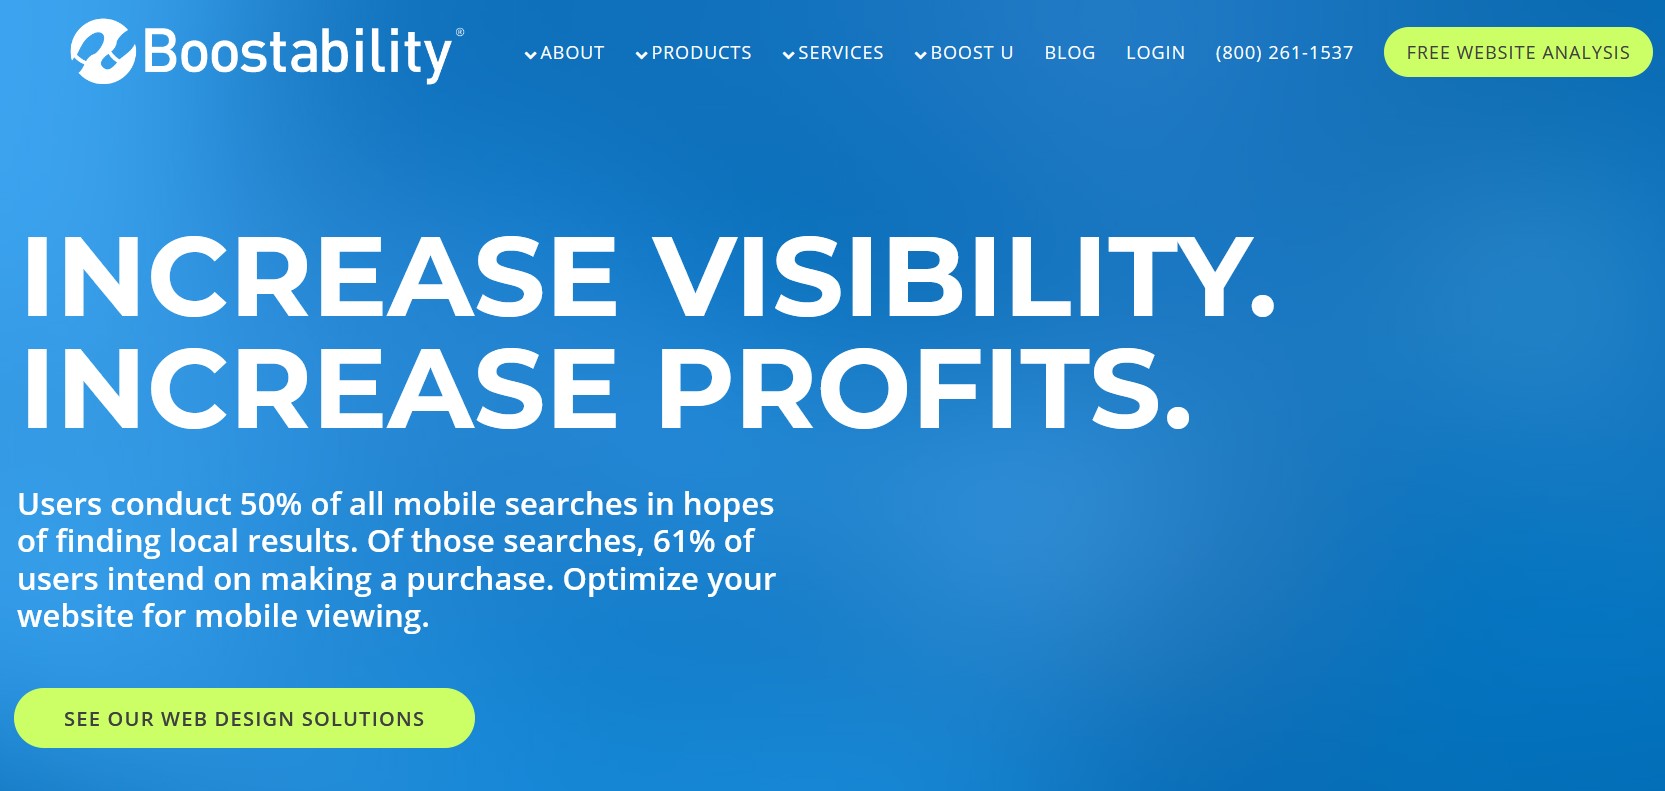 Boostability®
ABOUT PRODUCTS SERVICES BOOST U BLOG LOGIN (800) 261-1537 FREE WEBSITE ANALYSIS
INCREASE VISIBILITY.
INCREASE PROFITS.
Users conduct 50% of all mobile searches in hopes
of finding local results. Of those searches, 61% of
users intend on making a purchase. Optimize your
website for mobile viewing.
SEE OUR WEB DESIGN SOLUTIONS